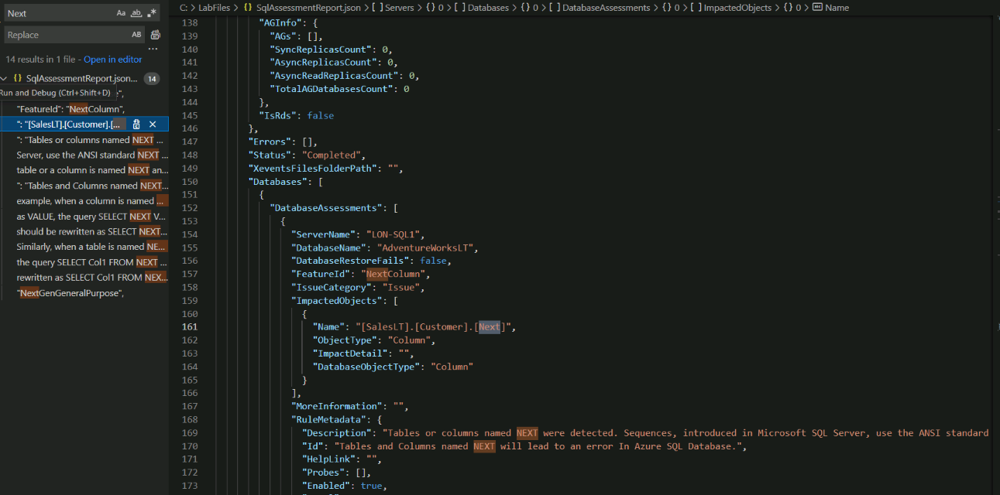 Next Aa ab .*
Replace AB
...
14 results in 1 file - Open in editor
{} SqlAssessmentReport.json... 14
Run and Debug (Ctrl+Shift+D) e",
"FeatureId": "NextColumn",
": "[SalesLT].[Customer].[...
": "Tables or columns named NEXT ...
Server, use the ANSI standard NEXT ...
table or a column is named NEXT an...
": "Tables and Columns named NEXT...
example, when a column is named ...
as VALUE, the query SELECT NEXT V...
should be rewritten as SELECT NEXT...
Similarly, when a table is named NE...
the query SELECT Col1 FROM NEXT ...
rewritten as SELECT Col1 FROM NEX...
"NextGenGeneralPurpose",
C: > LabFiles > {} SqlAssessmentReport.json > [ ] Servers > {} 0 > [ ] Databases > {} 0 > [ ] DatabaseAssessments > {} 0 > [ ] ImpactedObjects > {} 0 > abc Name
138 "AGInfo": {
139 "AGs": [],
140 "SyncReplicasCount": 0,
141 "AsyncReplicasCount": 0,
142 "AsyncReadReplicasCount": 0,
143 "TotalAGDatabasesCount": 0
144 },
145 "IsRds": false
146 },
147 "Errors": [],
148 "Status": "Completed",
149 "XeventsFilesFolderPath": "",
150 "Databases": [
151 {
152 "DatabaseAssessments": [
153 {
154 "ServerName": "LON-SQL1",
155 "DatabaseName": "AdventureWorksLT",
156 "DatabaseRestoreFails": false,
157 "FeatureId": "NextColumn",
158 "IssueCategory": "Issue",
159 "ImpactedObjects": [
160 {
161 "Name": "[SalesLT].[Customer].[Next]",
162 "ObjectType": "Column",
163 "ImpactDetail": "",
164 "DatabaseObjectType": "Column"
165 }
166 ],
167 "MoreInformation": "",
168 "RuleMetadata": {
169 "Description": "Tables or columns named NEXT were detected. Sequences, introduced in Microsoft SQL Server, use the ANSI standard
170 "Id": "Tables and Columns named NEXT will lead to an error In Azure SQL Database.",
171 "HelpLink": "",
172 "Probes": [],
173 "Enabled": true,